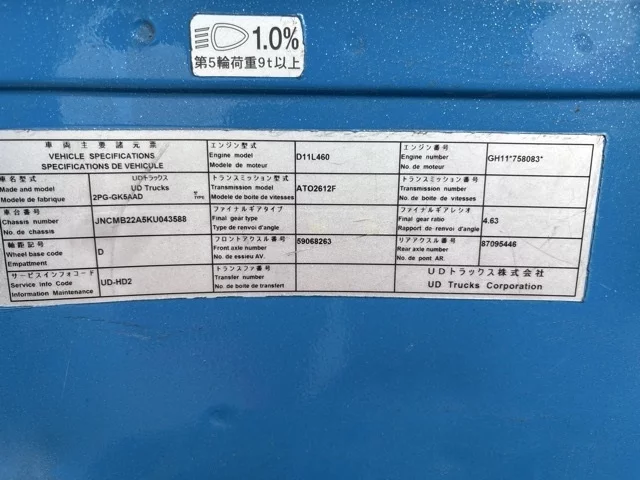 1.0%
第5輪荷重9t以上
車両主要諸元票
VEHICLE SPECIFICATIONS
SPECIFICATIONS DE VEHICULE
車名型式
Made and model
Modele de fabrique
UDトラックス
UD Trucks
2PG-GK5AAD
TYPE
車台番号
Chassis number
No. de chassis
JNCMB22A5KU043588
軸距記号
Wheel base code
Empattment
D
サービスインフォコード
Service Info. Code
Information Maintenance
UD-HD2
エンジン型式
Engine model
Modele de moteur
D11L460
トランスミッション型式
Transmission model
Modele de boite de vitesses
ATO2612F
ファイナルギアタイプ
Final gear type
Type de renvoi d'angle
フロントアクスル番号
Front axle number
No. de essieu AV.
59068263
トランスファ番号
Transfer number
No. de boite de transfert
エンジン番号
Engine number
No. de moteur
GH11*758083*
トランスミッション番号
Transmission number
No. de boite de vitesses
ファイナルギアレシオ
Final gear ratio
Rapport de renvoi d'angle
4.63
リアアクスル番号
Rear axle number
No. de pont AR.
87095446
UDトラックス株式会社
UD Trucks Corporation